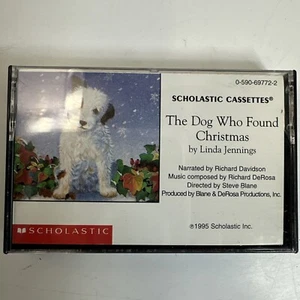 0-590-69772-2
SCHOLASTIC CASSETTES®
The Dog Who Found
Christmas
by Linda Jennings
Narrated by Richard Davidson
Music composed by Richard DeRosa
Directed by Steve Blane
Produced by Blane & DeRosa Productions, Inc.
SCHOLASTIC
℗1995 Scholastic Inc.